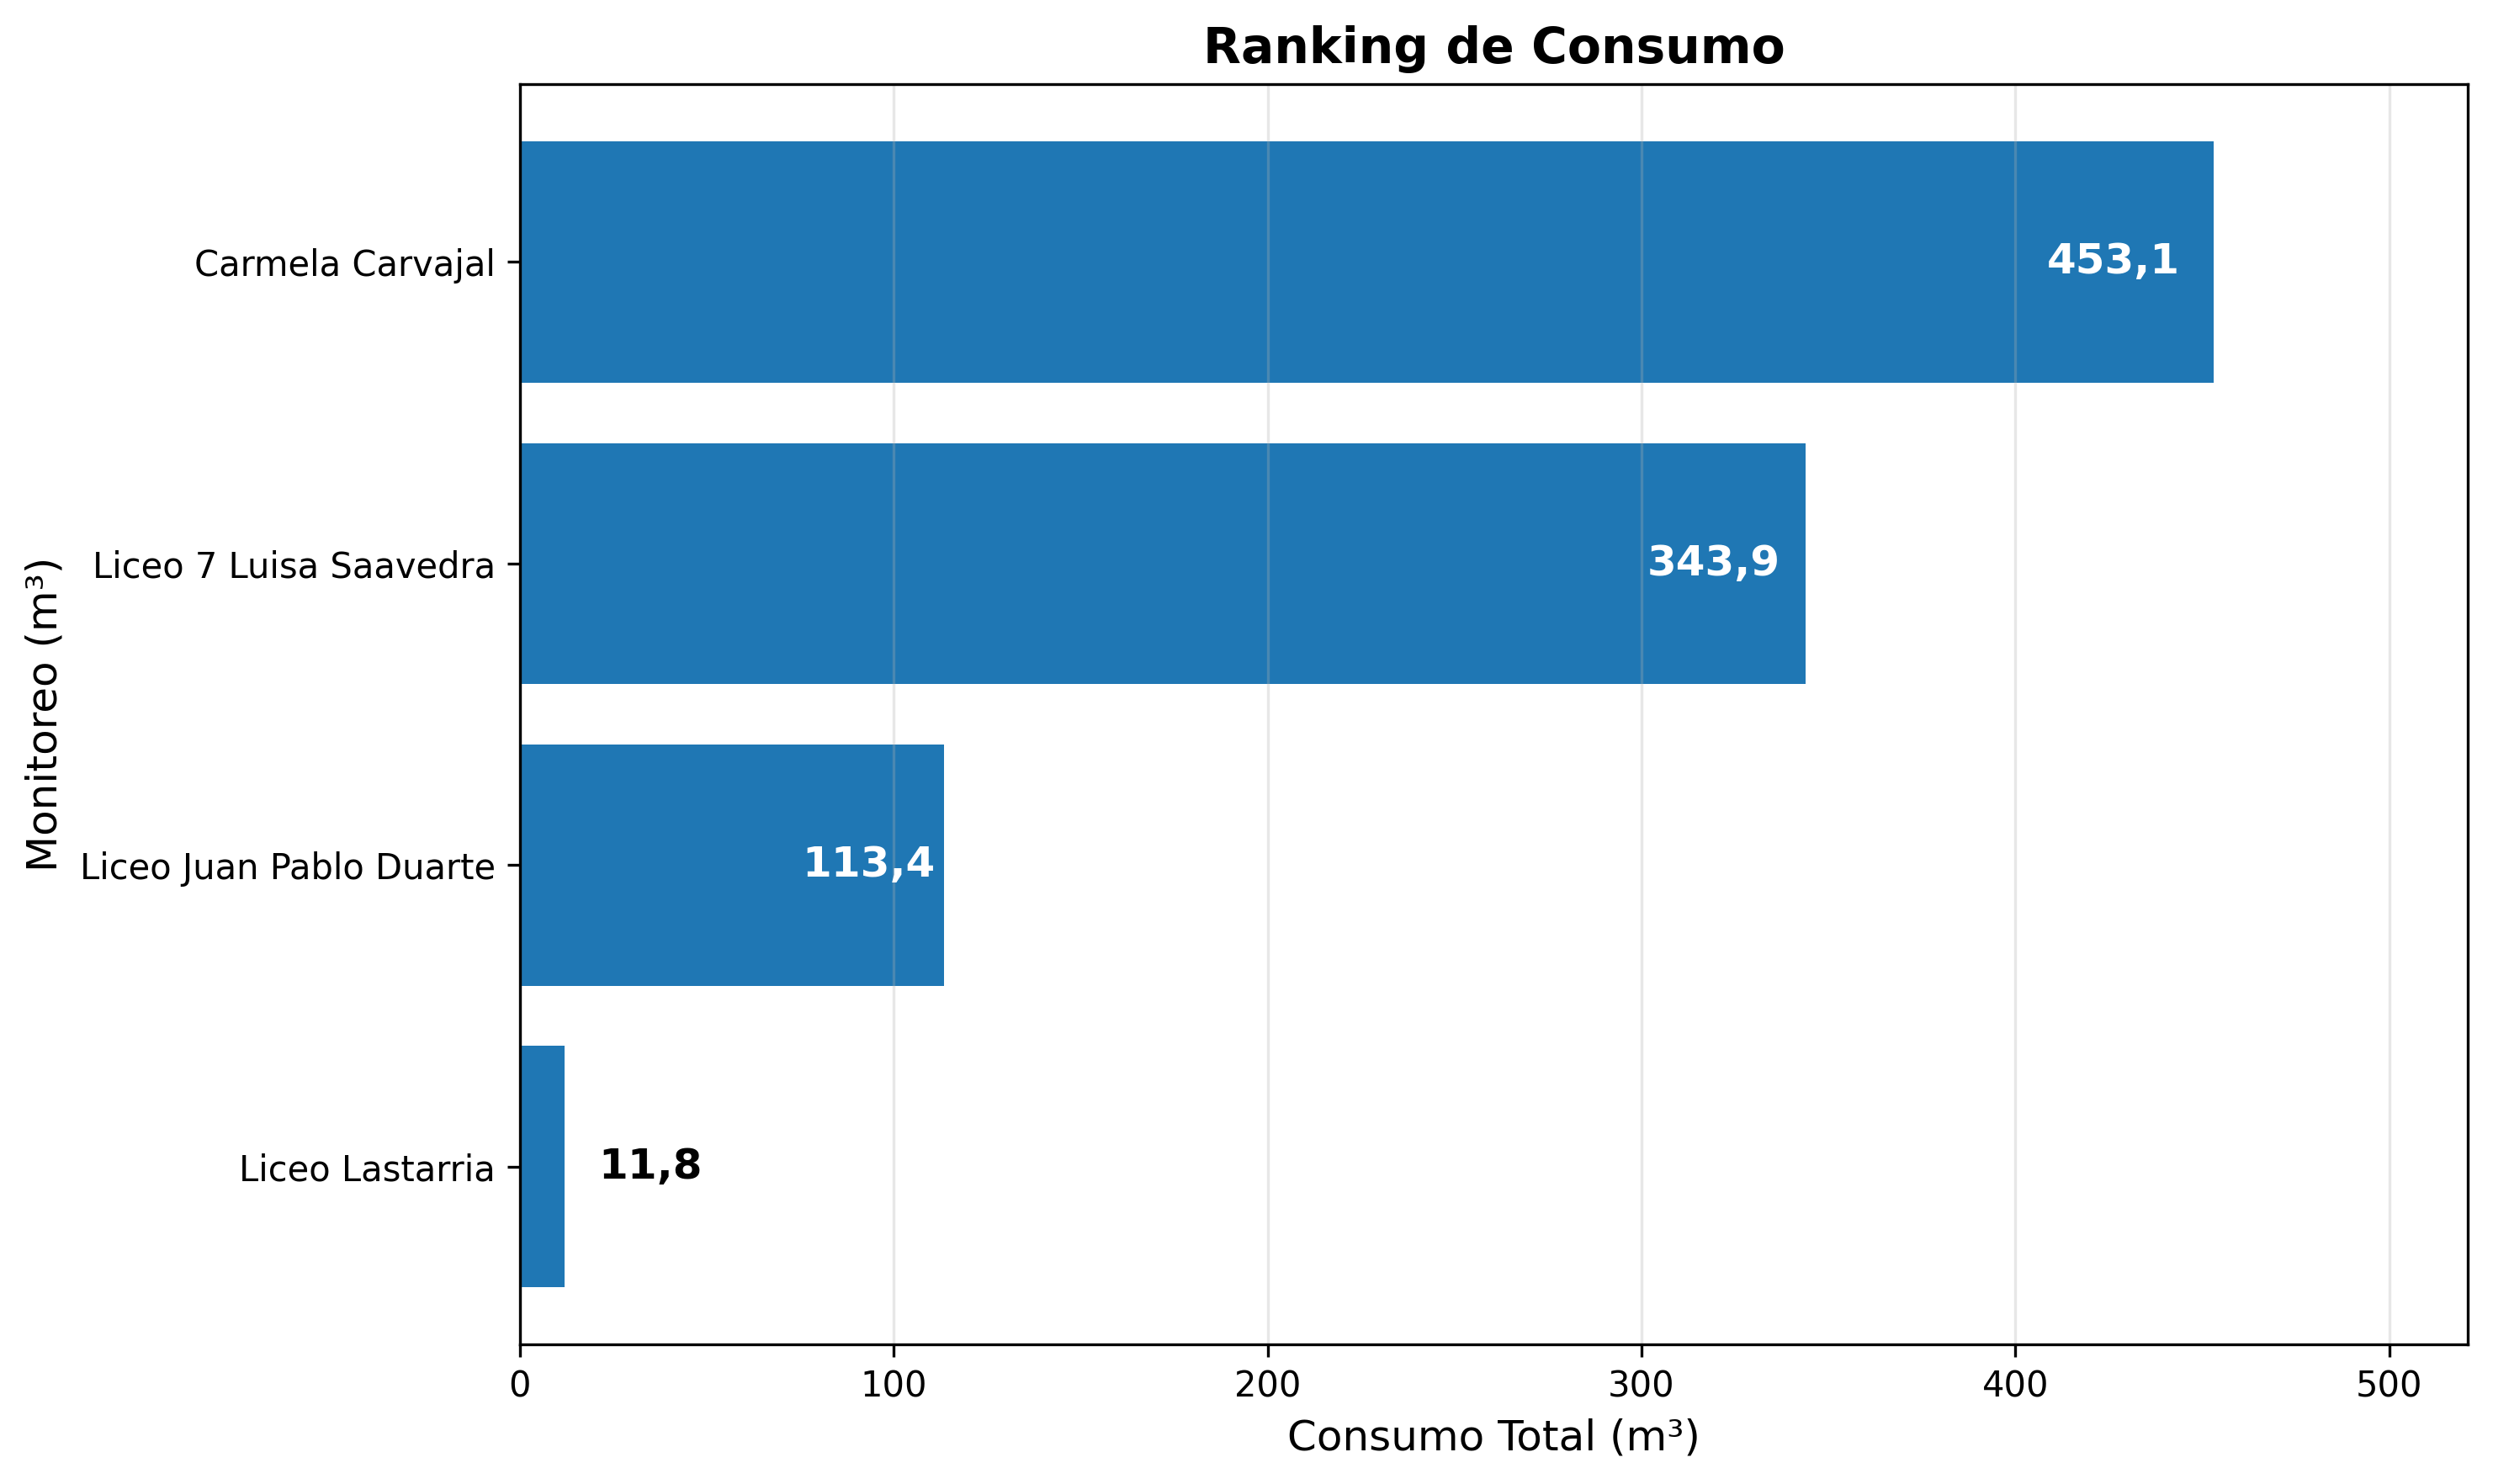 Ranking de Consumo
Carmela Carvajal
453,1
Liceo 7 Luisa Saavedra
343,9
Liceo Juan Pablo Duarte
113,4
Liceo Lastarria
11,8
Monitoreo (m³)
0 100 200 300 400 500
Consumo Total (m³)